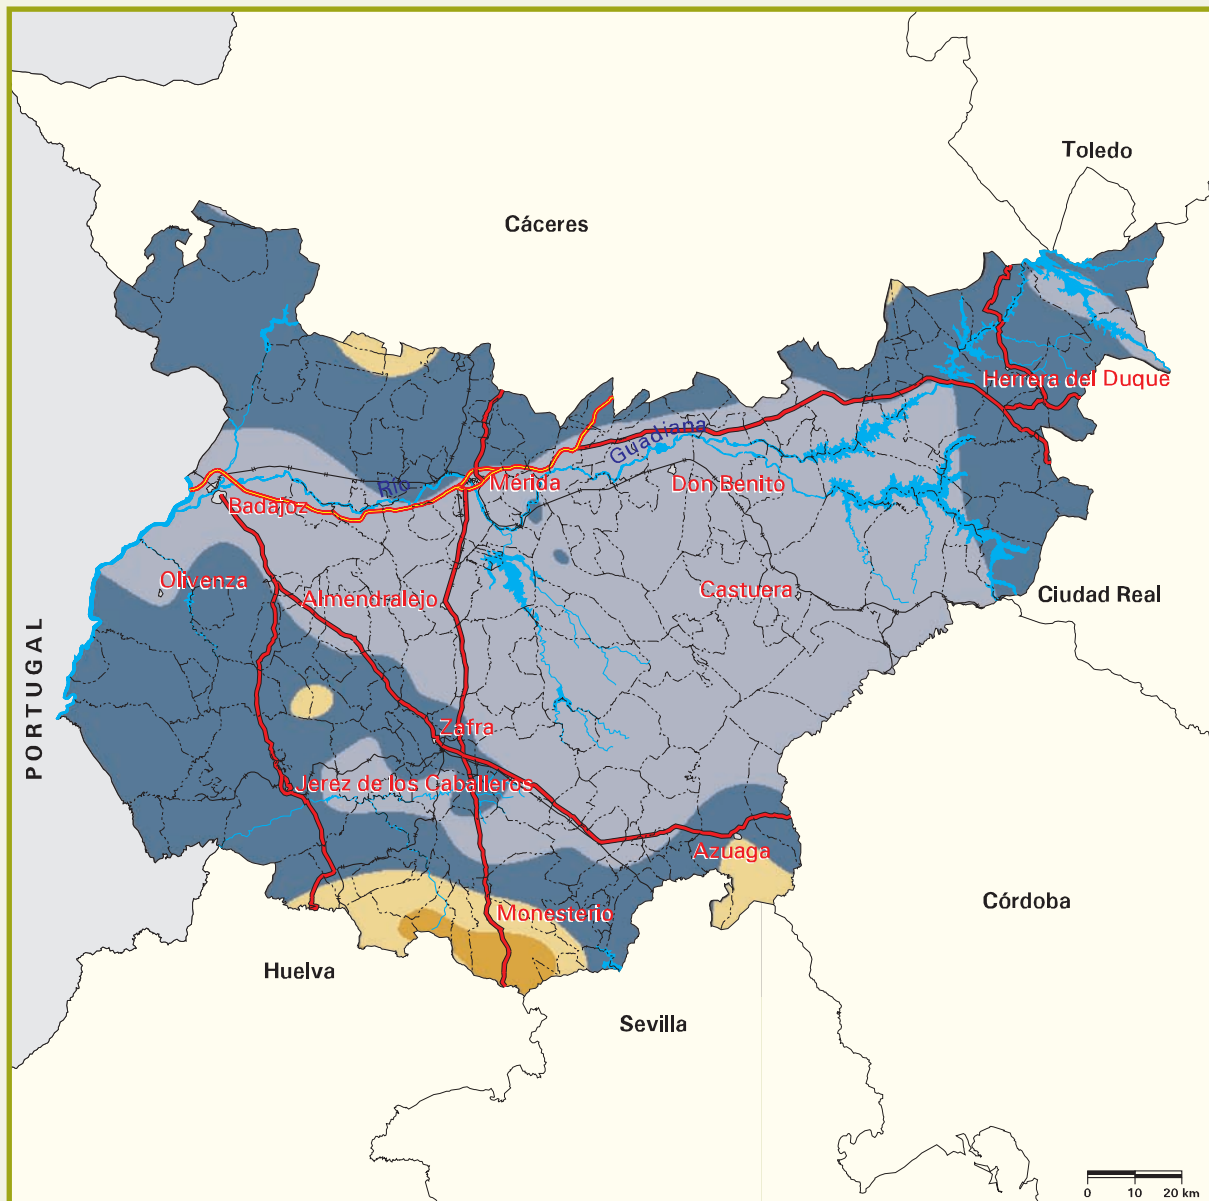 Toledo
Cáceres
Herrera del Duque
Río Guadiana
Mérida
Don Benito
Badajoz
Olivenza
Almendralejo
Castuera
Ciudad Real
PORTUGAL
Zafra
Jerez de los Caballeros
Azuaga
Monesterio
Córdoba
Huelva
Sevilla
0 10 20 km